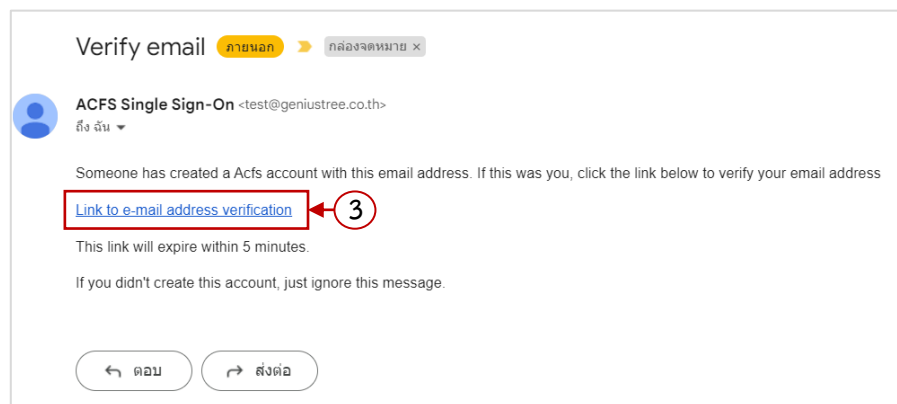 Verify email ภายนอก กล่องจดหมาย ×
ACFS Single Sign-On <test@geniustree.co.th>
ถึง ฉัน
Someone has created a Acfs account with this email address. If this was you, click the link below to verify your email address
Link to e-mail address verification 3
This link will expire within 5 minutes.
If you didn't create this account, just ignore this message.
ตอบ ส่งต่อ